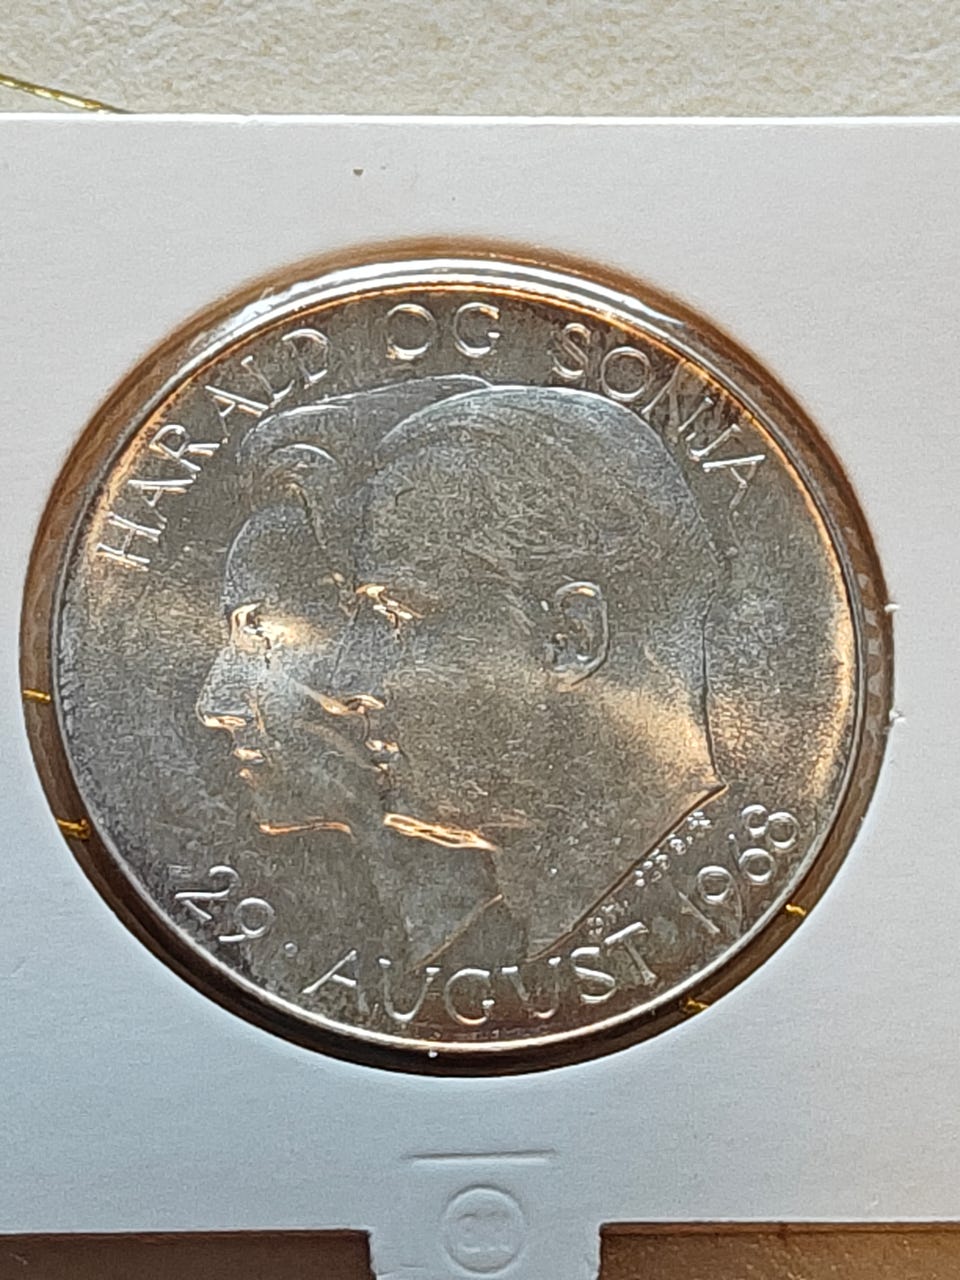 HARALD OG SONJA
29. AUGUST · 1968